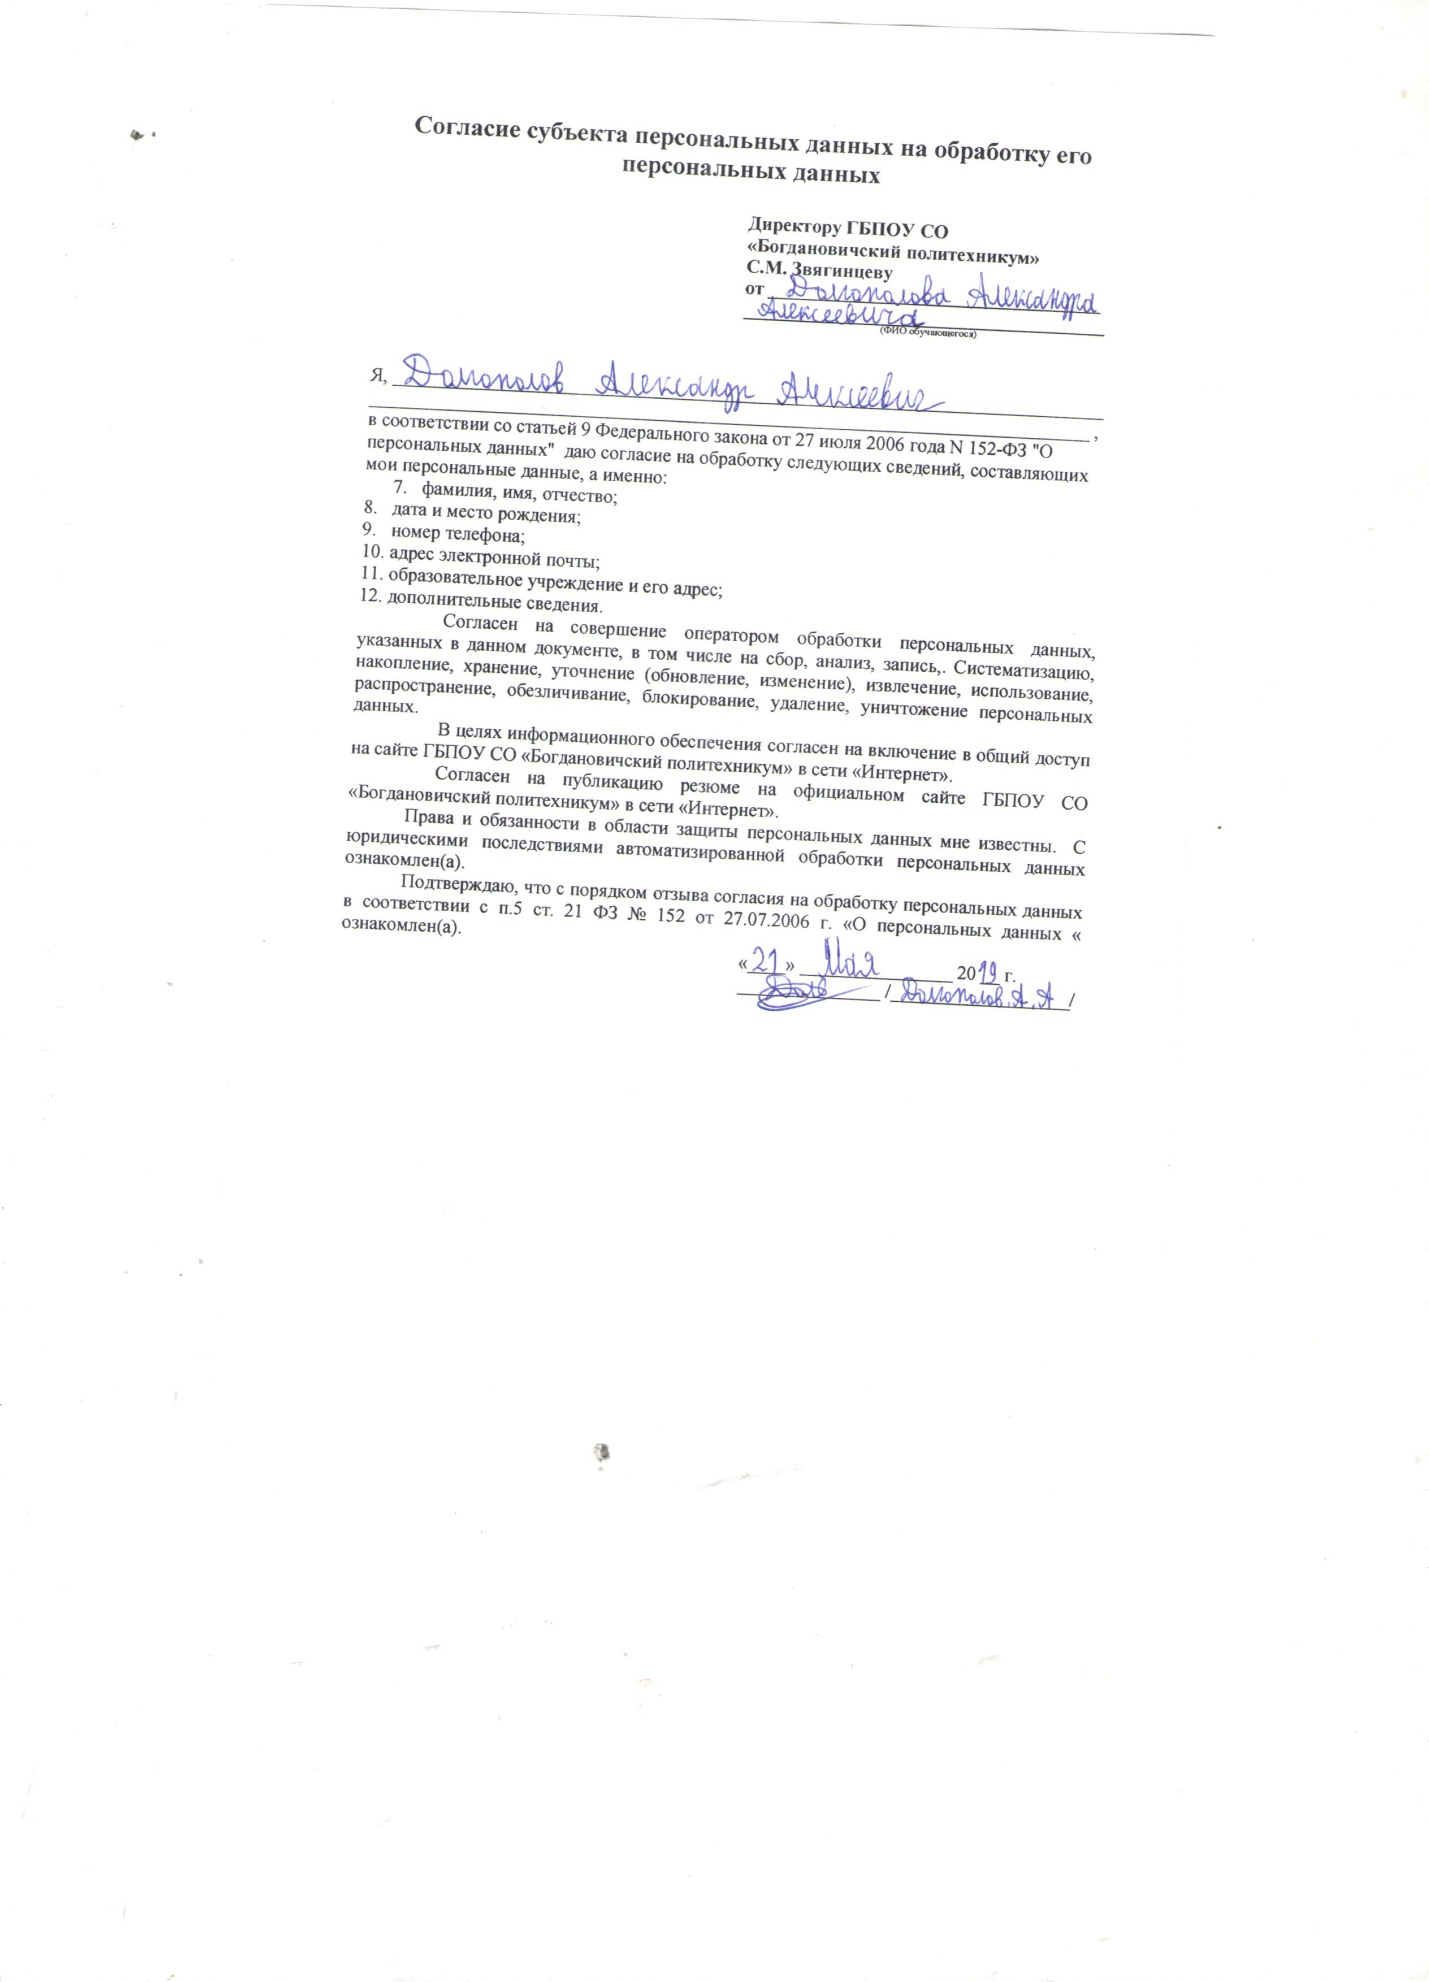 Согласие субъекта персональных данных на обработку его
персональных данных
Директору ГБПОУ СО
«Богдановичский политехникум»
С.М. Звягинцеву
от Домополова Александра
Алексеевича
(ФИО обучающегося)
Я, Домополов Александр Алексеевич
,
в соответствии со статьей 9 Федерального закона от 27 июля 2006 года N 152-ФЗ "О
персональных данных" даю согласие на обработку следующих сведений, составляющих
мои персональные данные, а именно:
7. фамилия, имя, отчество;
8. дата и место рождения;
9. номер телефона;
10. адрес электронной почты;
11. образовательное учреждение и его адрес;
12. дополнительные сведения.
Согласен на совершение оператором обработки персональных данных,
указанных в данном документе, в том числе на сбор, анализ, запись,. Систематизацию,
накопление, хранение, уточнение (обновление, изменение), извлечение, использование,
распространение, обезличивание, блокирование, удаление, уничтожение персональных
данных.
В целях информационного обеспечения согласен на включение в общий доступ
на сайте ГБПОУ СО «Богдановичский политехникум» в сети «Интернет».
Согласен на публикацию резюме на официальном сайте ГБПОУ СО
«Богдановичский политехникум» в сети «Интернет».
Права и обязанности в области защиты персональных данных мне известны. С
юридическими последствиями автоматизированной обработки персональных данных
ознакомлен(а).
Подтверждаю, что с порядком отзыва согласия на обработку персональных данных
в соответствии с п.5 ст. 21 ФЗ № 152 от 27.07.2006 г. «О персональных данных «
ознакомлен(а).
«21» Мая 2019 г.
/ Домополов. А. А /